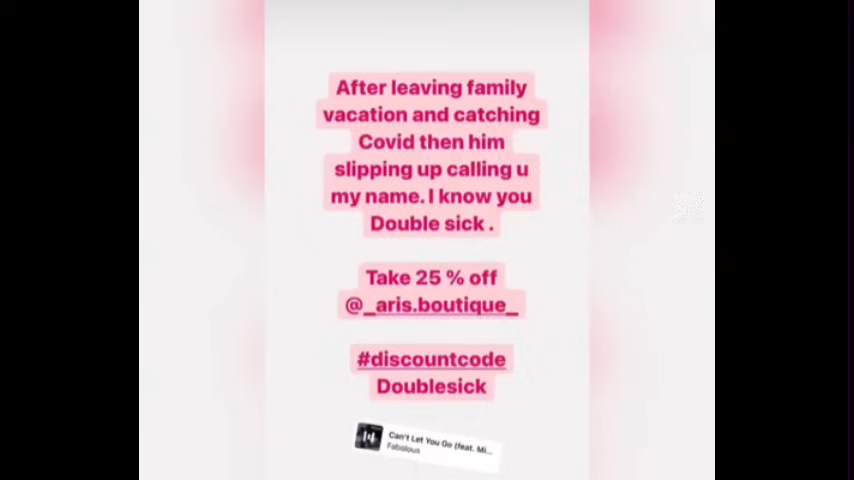 After leaving family
vacation and catching
Covid then him
slipping up calling u
my name. I know you
Double sick .
Take 25 % off
@_aris.boutique_
#discountcode
Doublesick
Can't Let You Go (feat. Mi...
Fabolous